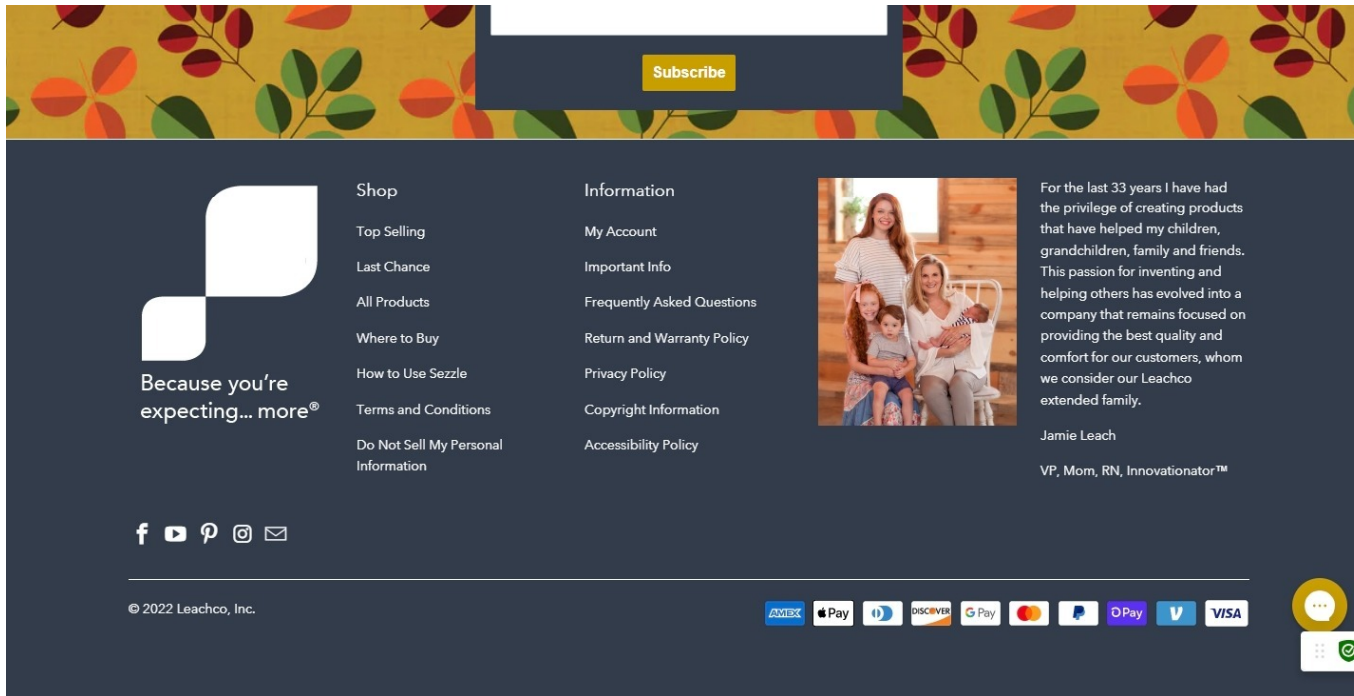 Subscribe
Because you're
expecting... more®
Shop
Top Selling
Last Chance
All Products
Where to Buy
How to Use Sezzle
Terms and Conditions
Do Not Sell My Personal
Information
Information
My Account
Important Info
Frequently Asked Questions
Return and Warranty Policy
Privacy Policy
Copyright Information
Accessibility Policy
For the last 33 years I have had
the privilege of creating products
that have helped my children,
grandchildren, family and friends.
This passion for inventing and
helping others has evolved into a
company that remains focused on
providing the best quality and
comfort for our customers, whom
we consider our Leachco
extended family.
Jamie Leach
VP, Mom, RN, Innovationator™
© 2022 Leachco, Inc.
AMEX Pay DISCOVER G Pay Pay VISA